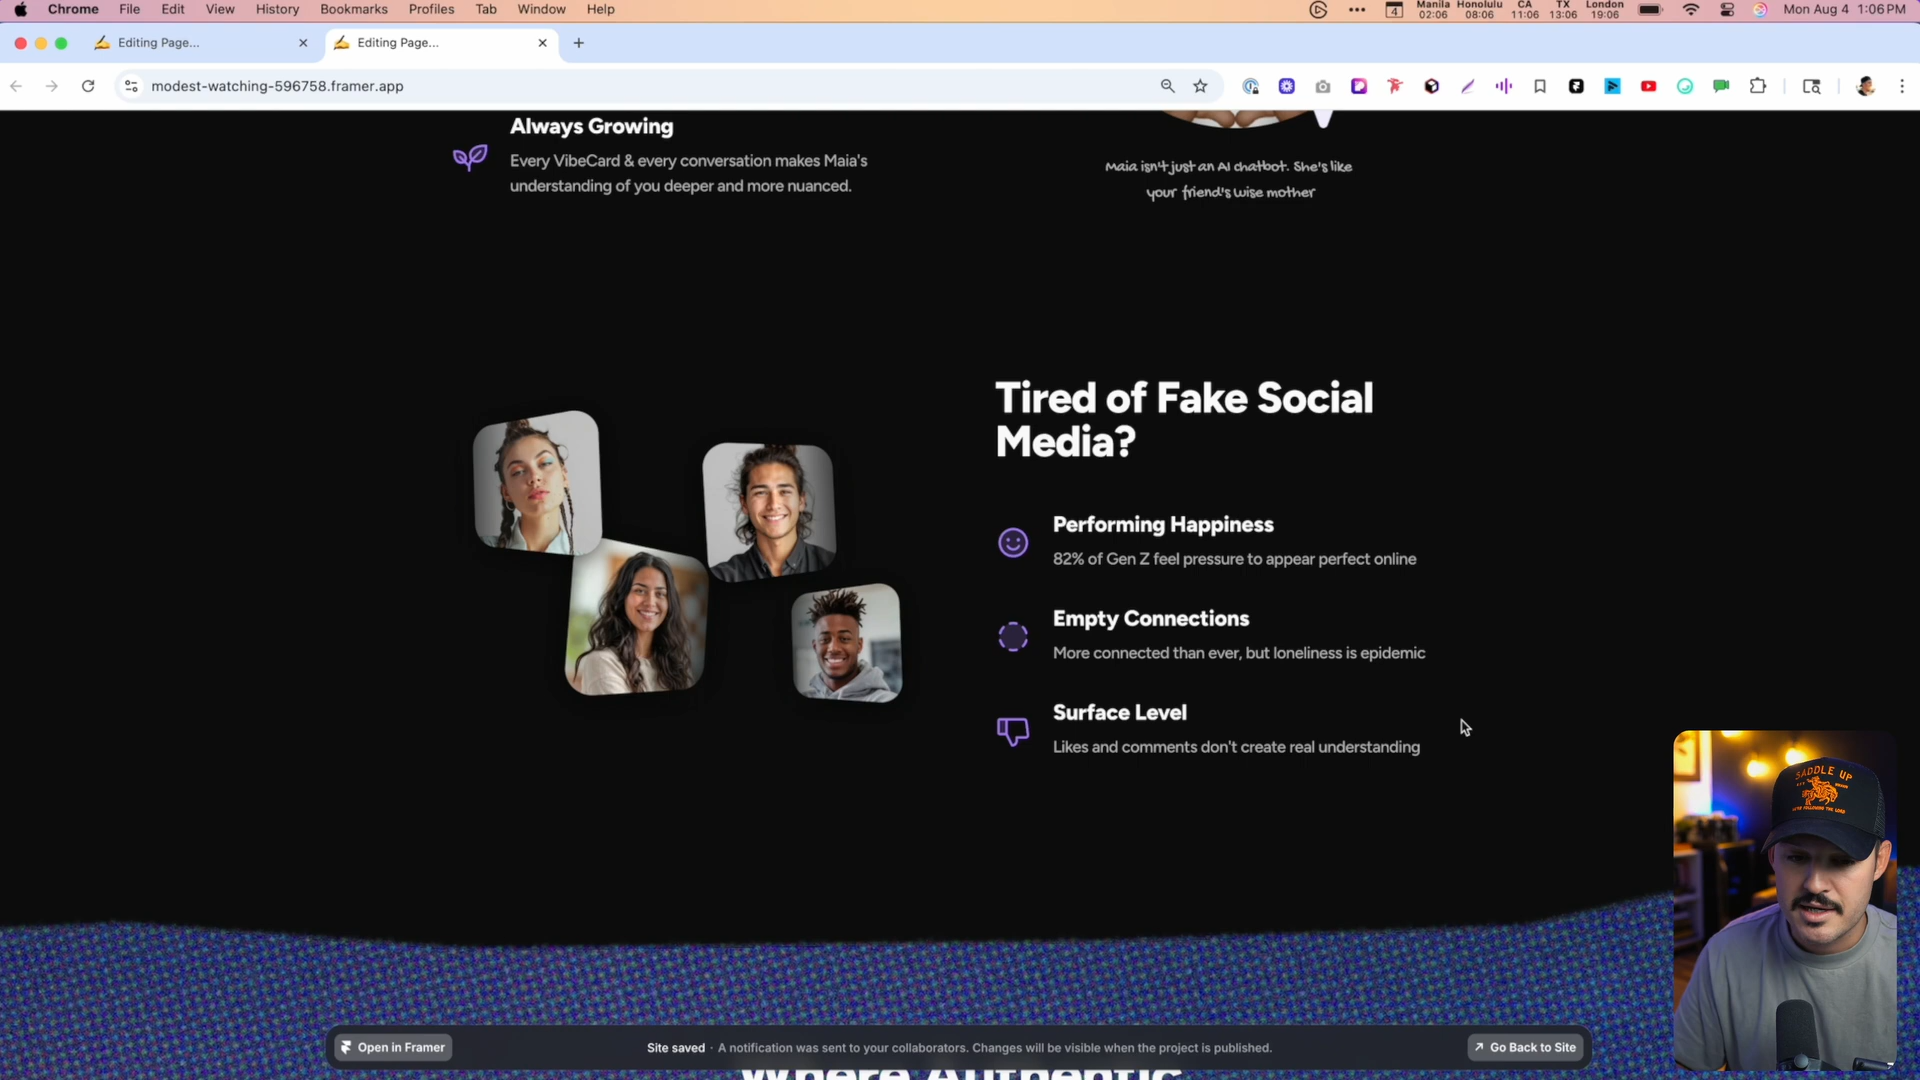 Chrome File Edit View History Bookmarks Profiles Tab Window Help
4
Manila 02:06 Honolulu 08:06 CA 11:06 TX 13:06 London 19:06
Mon Aug 4 1:06 PM
Editing Page...
Editing Page...
modest-watching-596758.framer.app
Always Growing
Every VibeCard & every conversation makes Maia's
understanding of you deeper and more nuanced.
Maia isn't just an AI chatbot. She's like
your friend's wise mother
Tired of Fake Social
Media?
Performing Happiness
82% of Gen Z feel pressure to appear perfect online
Empty Connections
More connected than ever, but loneliness is epidemic
Surface Level
Likes and comments don't create real understanding
SADDLE UP
Open in Framer
Site saved · A notification was sent to your collaborators. Changes will be visible when the project is published.
Go Back to Site
Where Authentic